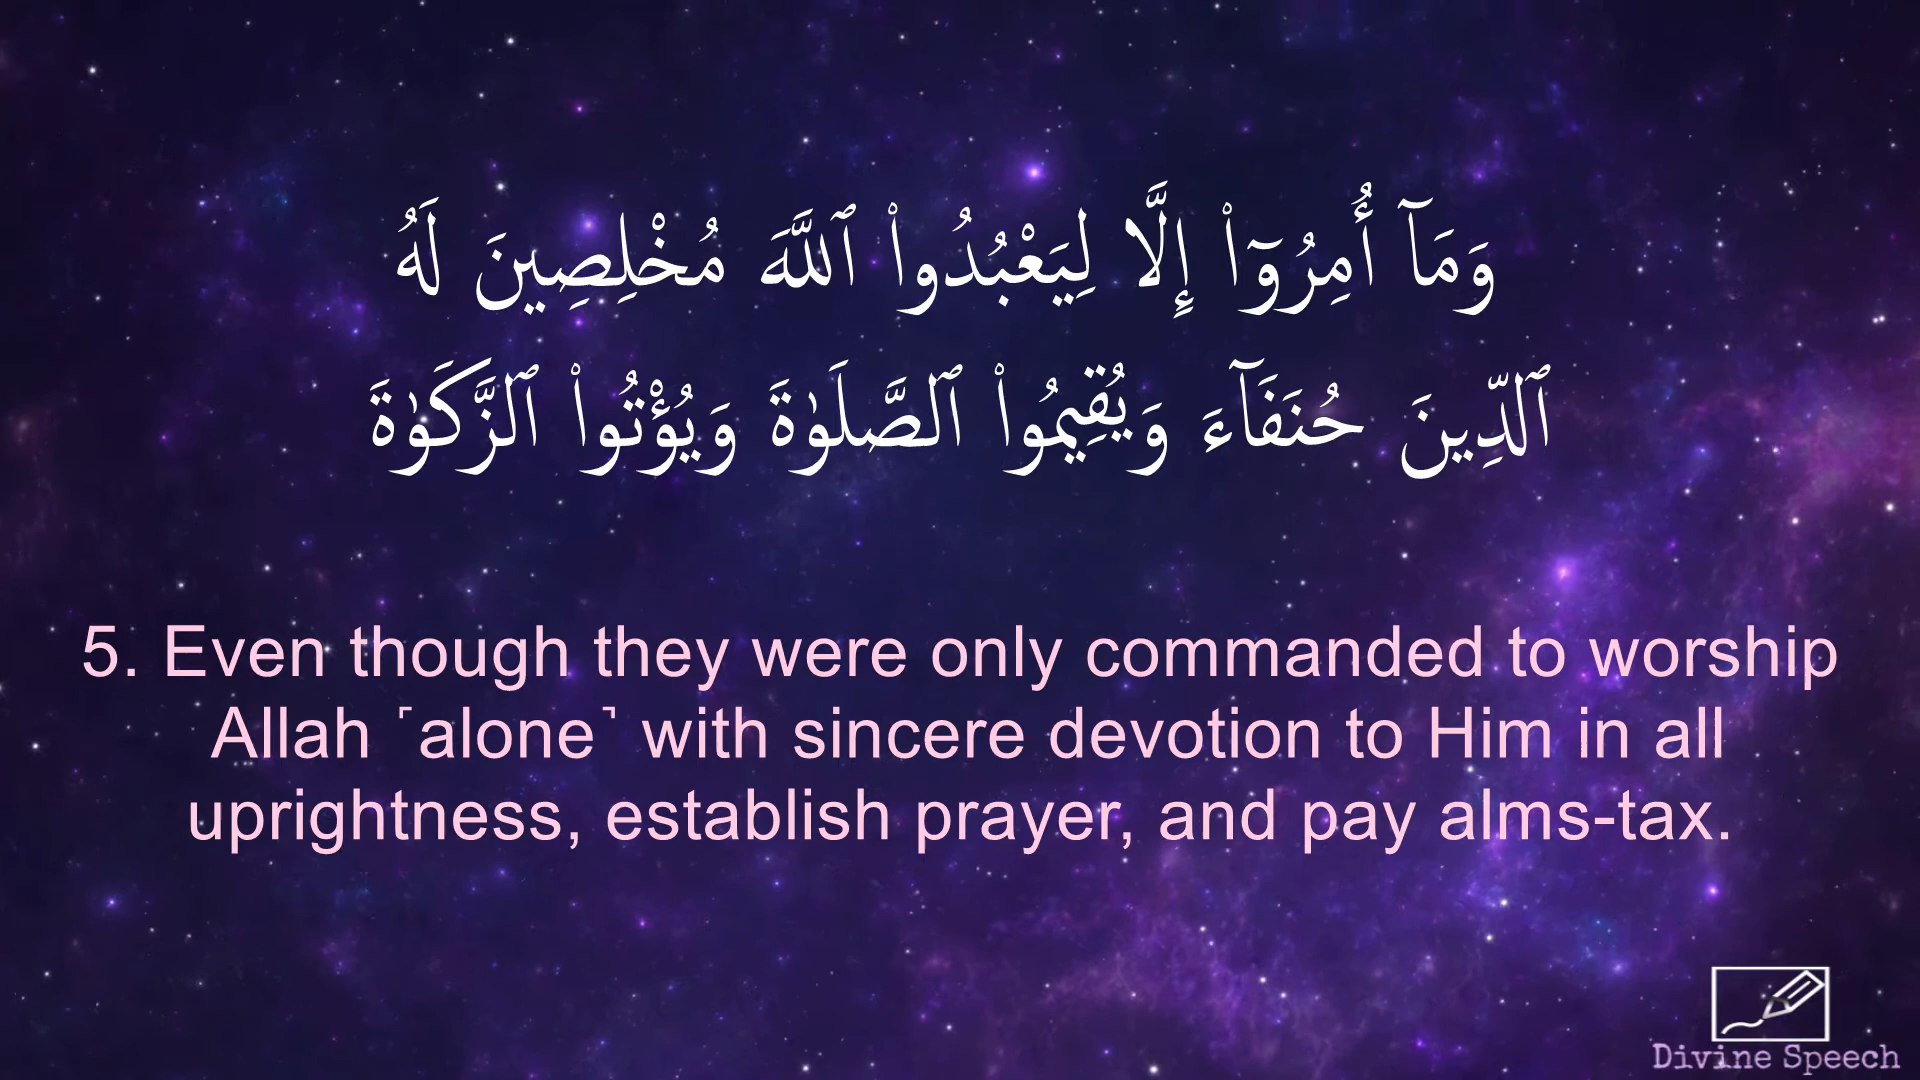 وَمَآ أُمِرُوٓا۟ إِلَّا لِيَعْبُدُوا۟ ٱللَّهَ مُخْلِصِينَ لَهُ
ٱلدِّينَ حُنَفَآءَ وَيُقِيمُوا۟ ٱلصَّلَوٰةَ وَيُؤْتُوا۟ ٱلزَّكَوٰةَ
5. Even though they were only commanded to worship
Allah ˹alone˺ with sincere devotion to Him in all
uprightness, establish prayer, and pay alms-tax.
Divine Speech